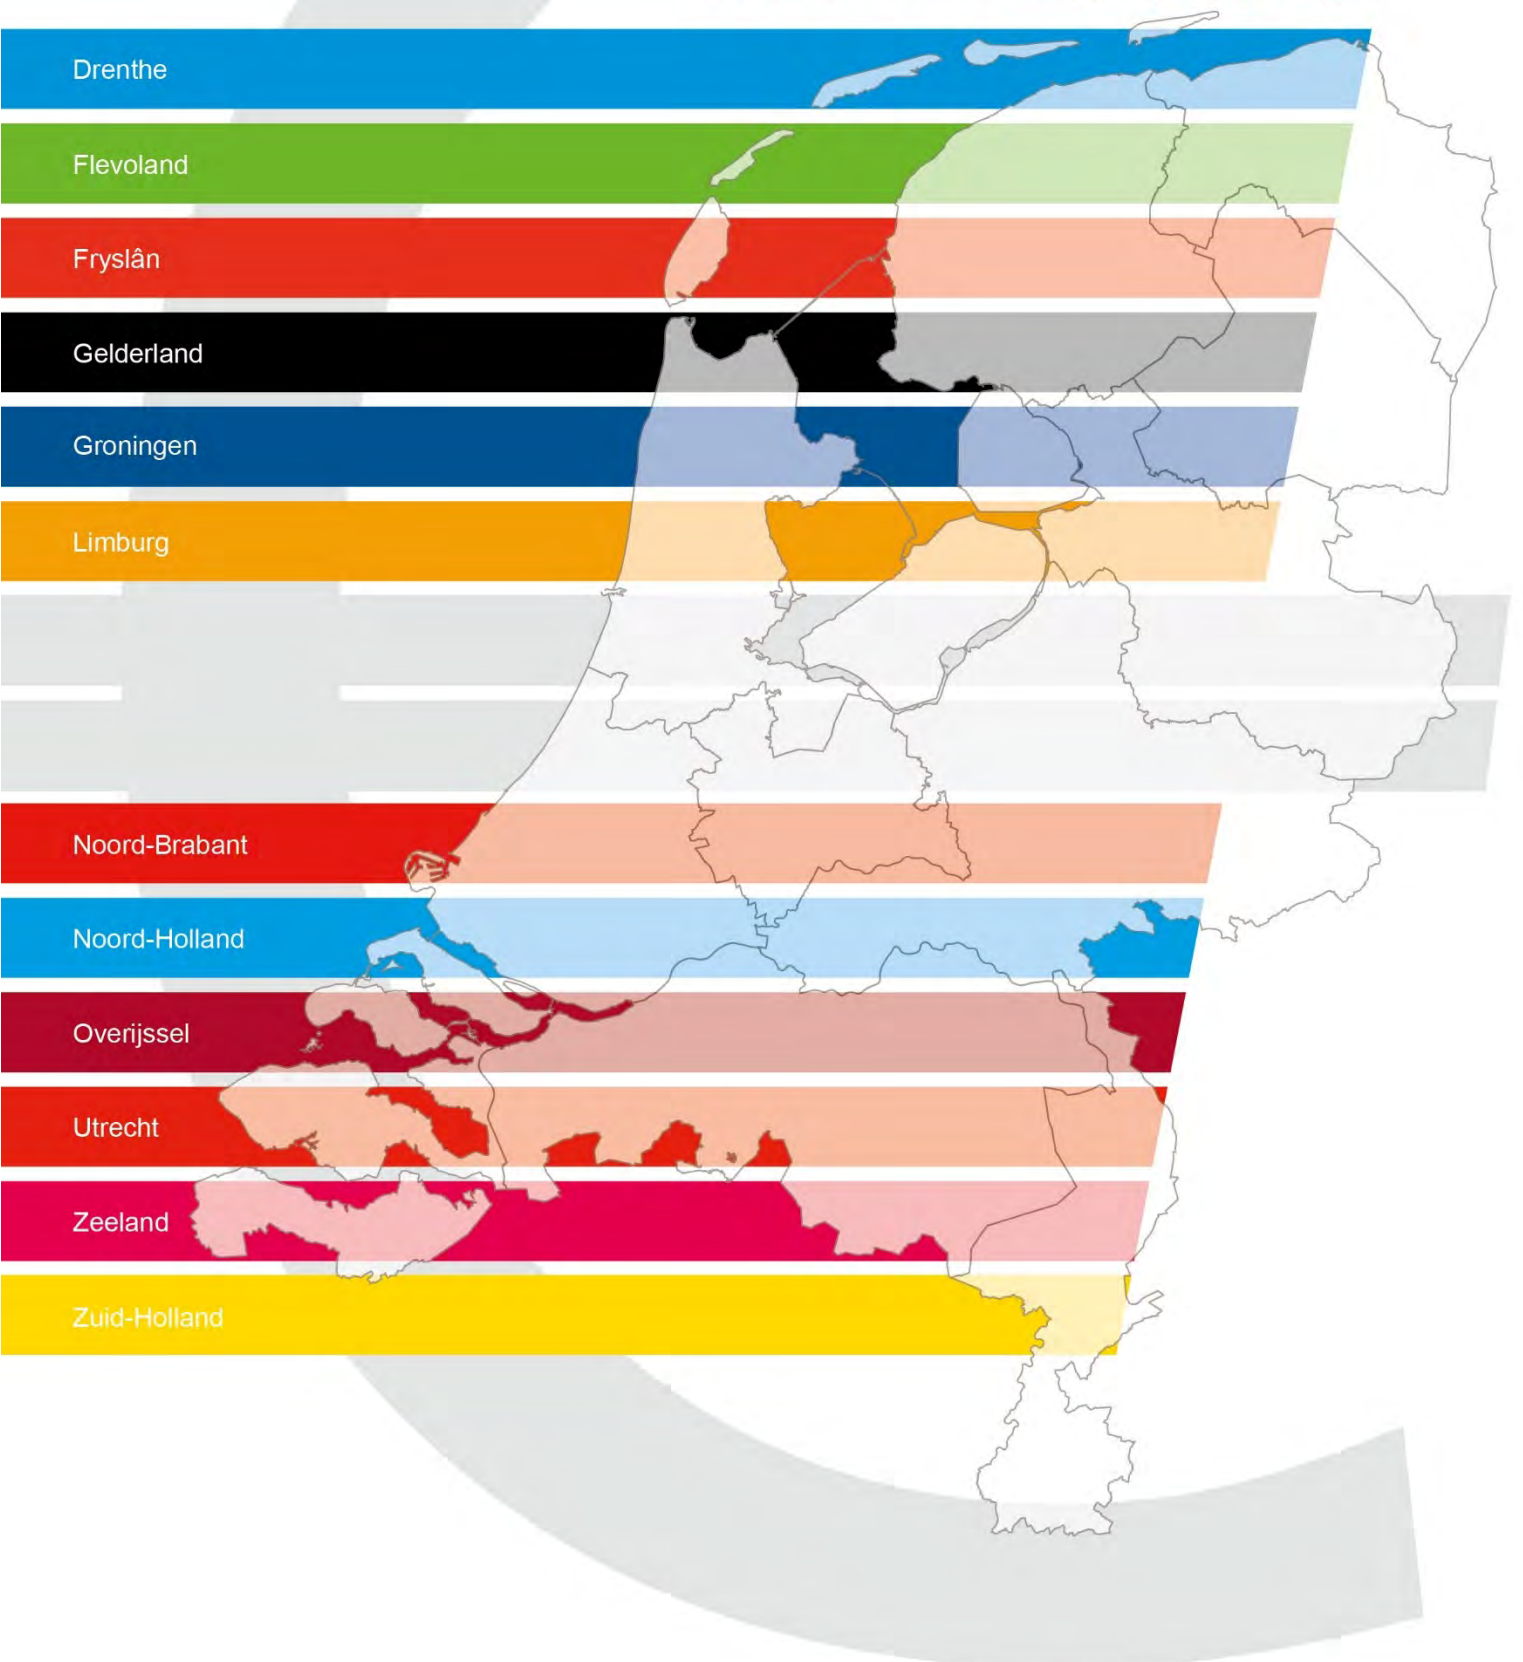 Drenthe
Flevoland
Fryslân
Gelderland
Groningen
Limburg
Noord-Brabant
Noord-Holland
Overijssel
Utrecht
Zeeland
Zuid-Holland